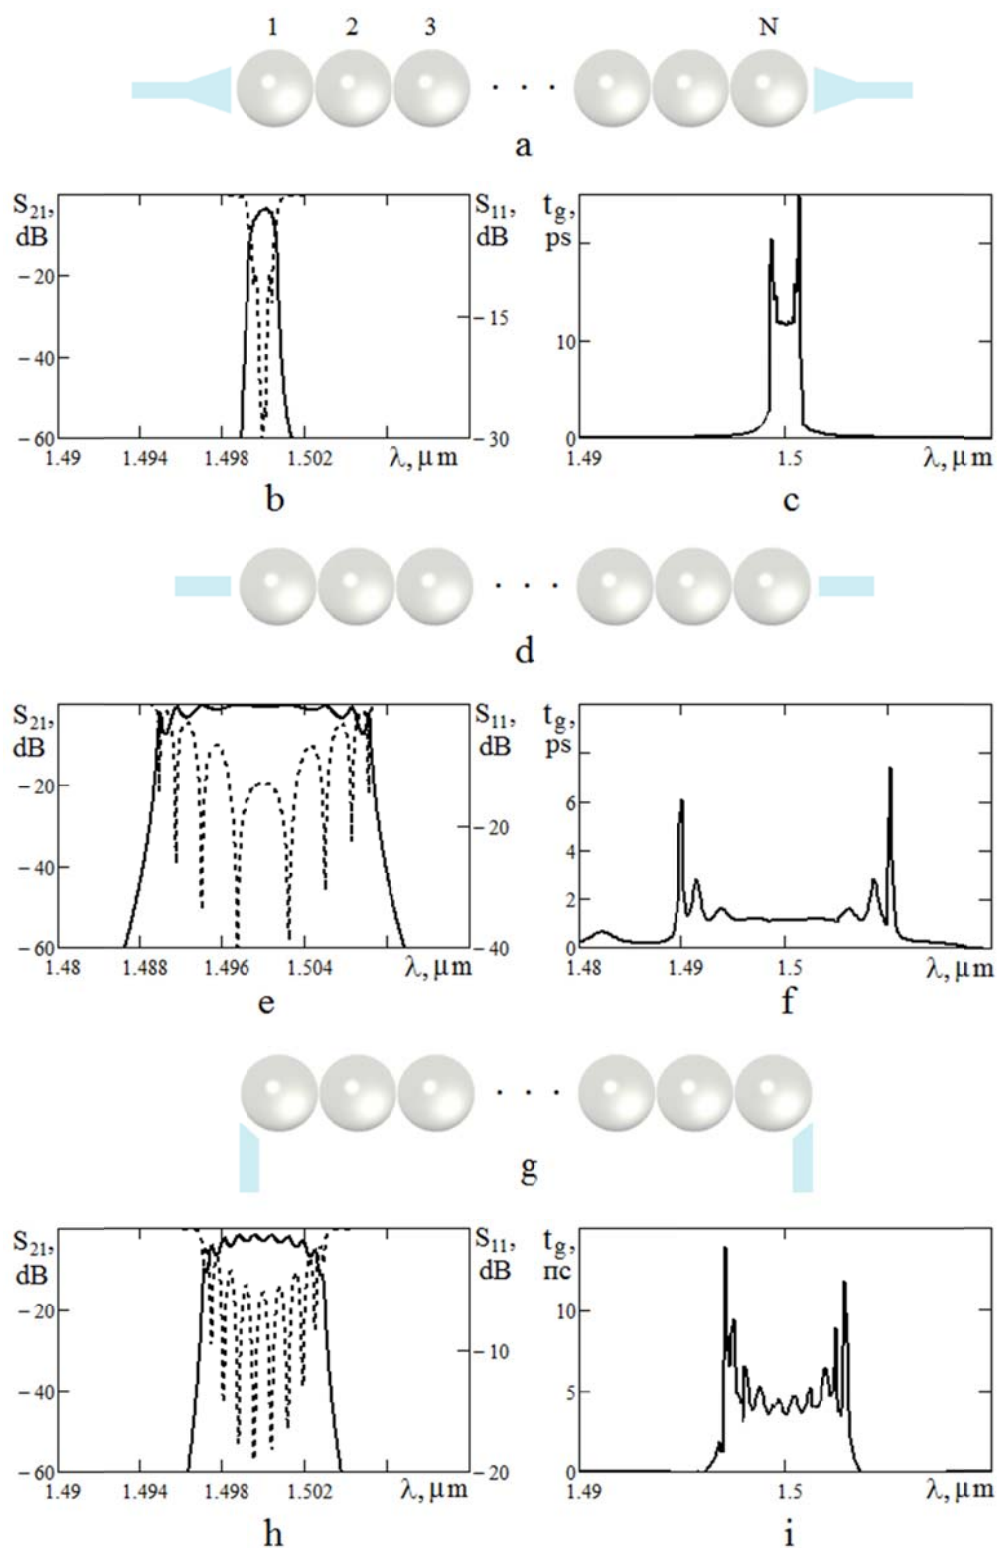 1 2 3 N
. . .
a
S21, dB
−20
−40
−60
1.49 1.494 1.498 1.502 λ, μm
S11, dB
−15
−30
b
tg, ps
10
0
1.49 1.5 λ, μm
c
. . .
d
S21, dB
−20
−40
−60
1.48 1.488 1.496 1.504 λ, μm
S11, dB
−20
−40
e
tg, ps
6
4
2
0
1.48 1.49 1.5 λ, μm
f
. . .
g
S21, dB
−20
−40
−60
1.49 1.494 1.498 1.502 λ, μm
S11, dB
−10
−20
h
tg, пс
10
5
0
1.49 1.5 λ, μm
i